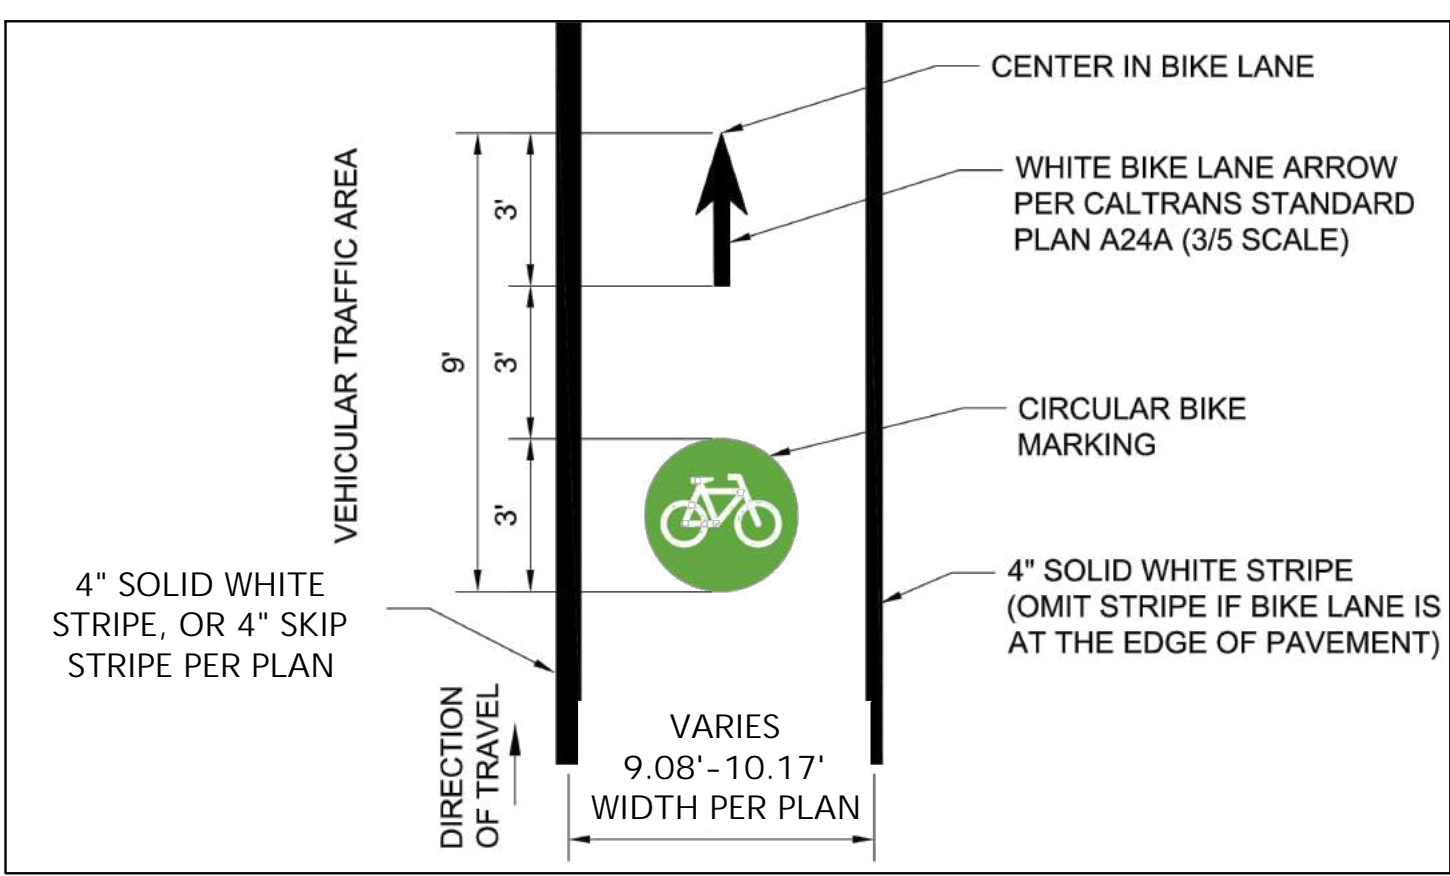 CENTER IN BIKE LANE
WHITE BIKE LANE ARROW
PER CALTRANS STANDARD
PLAN A24A (3/5 SCALE)
VEHICULAR TRAFFIC AREA
3'
9'
3'
3'
CIRCULAR BIKE
MARKING
4" SOLID WHITE
STRIPE, OR 4" SKIP
STRIPE PER PLAN
4" SOLID WHITE STRIPE
(OMIT STRIPE IF BIKE LANE IS
AT THE EDGE OF PAVEMENT)
DIRECTION
OF TRAVEL
VARIES
9.08'-10.17'
WIDTH PER PLAN